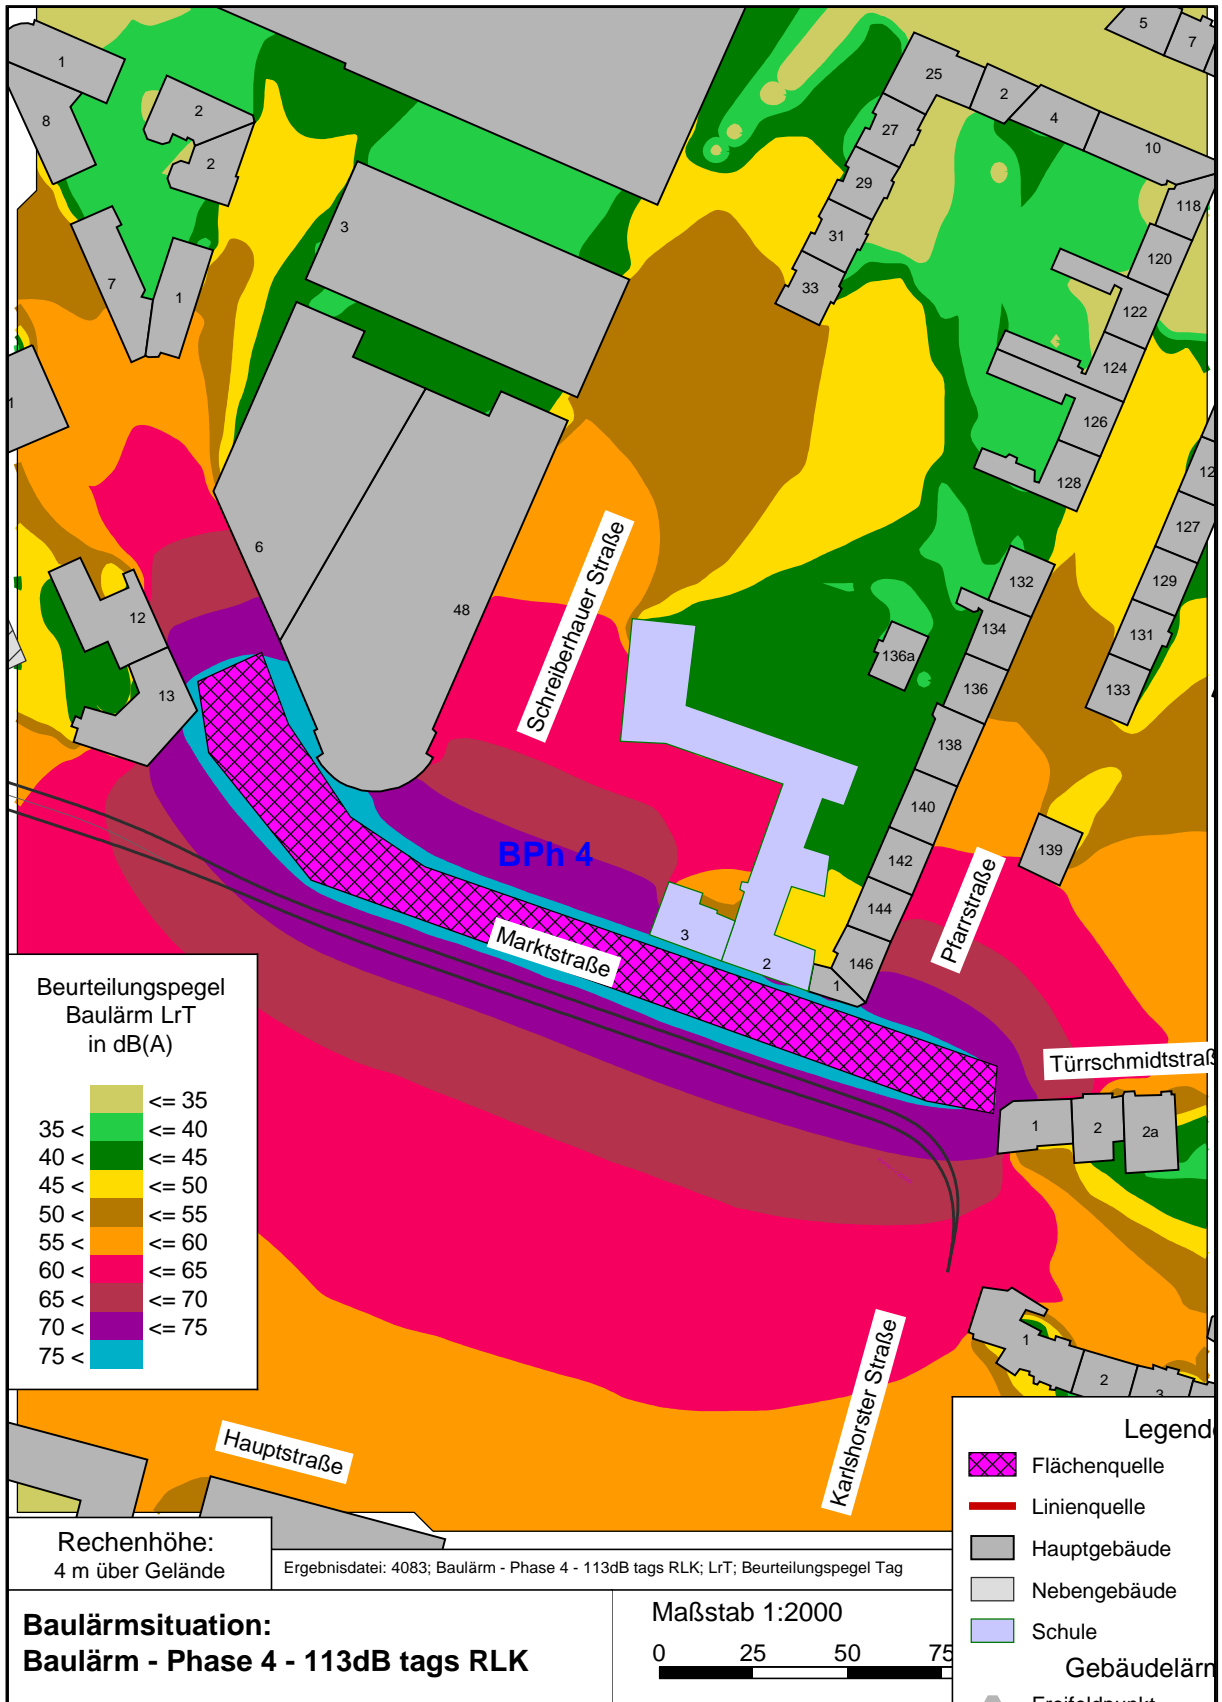 5
7
1
25
2
8
2
4
27
10
2
29
118
3
31
120
7
33
1
122
124
1
126
128
12
127
6
132
129
48
134
131
12
136a
136
133
13
Schreiberhauer Straße
138
140
139
142
BPh 4
144
Pfarrstraße
3
Marktstraße
2
146
1
Beurteilungspegel
Baulärm LrT
in dB(A)
<= 35
35 < <= 40
40 < <= 45
45 < <= 50
50 < <= 55
55 < <= 60
60 < <= 65
65 < <= 70
70 < <= 75
75 <
Türrschmidtstraß
1
2
2a
1
2
3
Karlshorster Straße
Hauptstraße
Rechenhöhe:
4 m über Gelände
Ergebnisdatei: 4083; Baulärm - Phase 4 - 113dB tags RLK; LrT; Beurteilungspegel Tag
Baulärmsituation:
Baulärm - Phase 4 - 113dB tags RLK
Maßstab 1:2000
0 25 50 75
Legende
Flächenquelle
Linienquelle
Hauptgebäude
Nebengebäude
Schule
Gebäudelärm
Freifeldpunkt